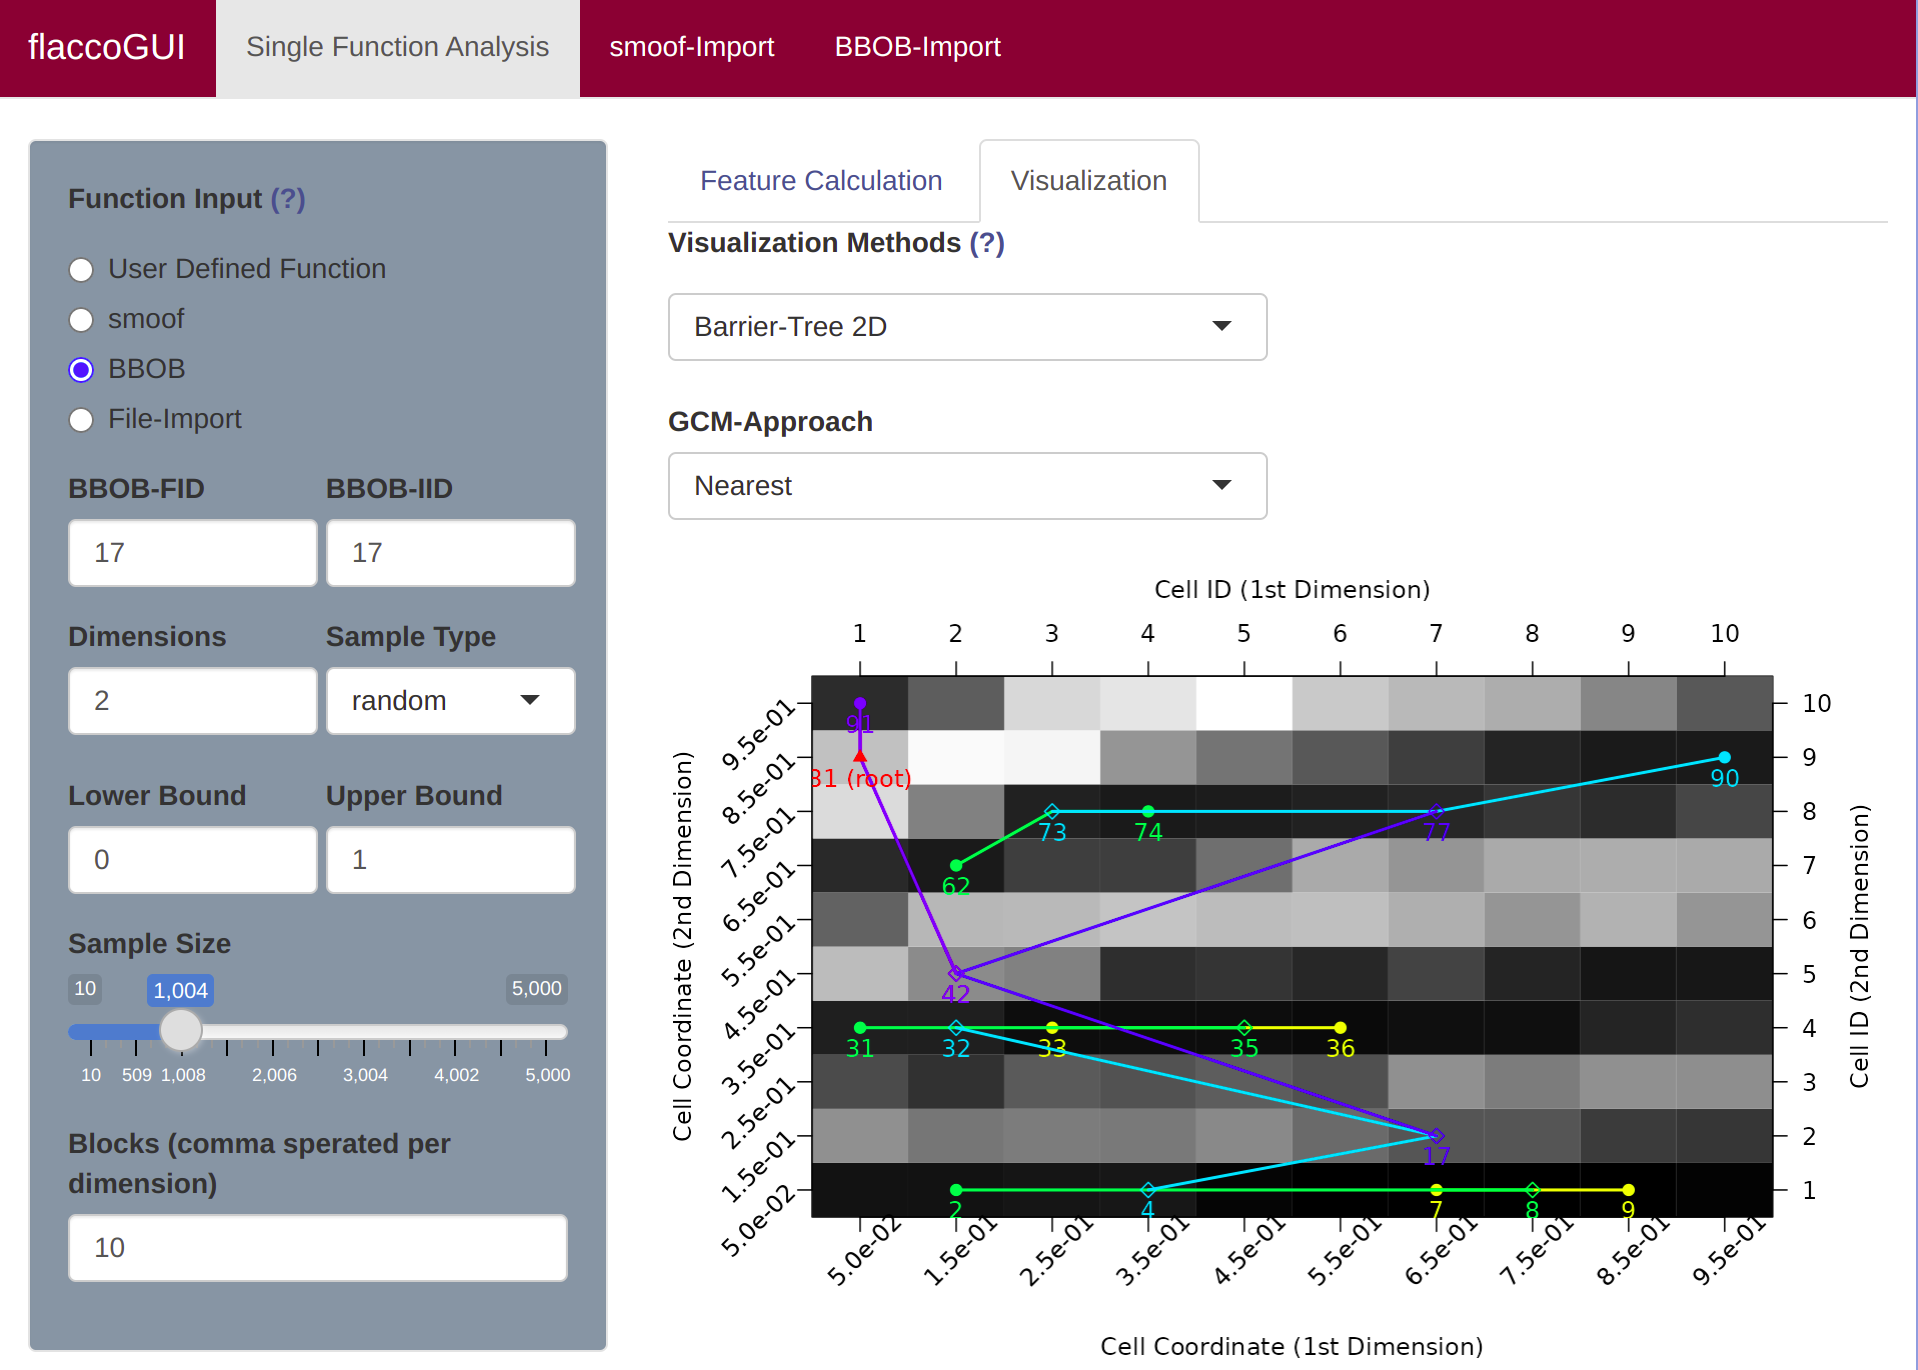 flaccoGUI Single Function Analysis smoof-Import BBOB-Import
Function Input (?)
User Defined Function
smoof
BBOB
File-Import
BBOB-FID BBOB-IID
17 17
Dimensions Sample Type
2 random
Lower Bound Upper Bound
0 1
Sample Size
10 1,004 5,000
10 509 1,008 2,006 3,004 4,002 5,000
Blocks (comma sperated per
dimension)
10
Feature Calculation Visualization
Visualization Methods (?)
Barrier-Tree 2D
GCM-Approach
Nearest
Cell ID (1st Dimension)
1 2 3 4 5 6 7 8 9 10
Cell Coordinate (2nd Dimension)
9.5e-01
8.5e-01
7.5e-01
6.5e-01
5.5e-01
4.5e-01
3.5e-01
2.5e-01
1.5e-01
5.0e-02
91
81 (root)
90
73 74 77
62
42
31 32 33 35 36
17
2 4 7 8 9
10
9
8
7
6
5
4
3
2
1
Cell ID (2nd Dimension)
5.0e-02 1.5e-01 2.5e-01 3.5e-01 4.5e-01 5.5e-01 6.5e-01 7.5e-01 8.5e-01 9.5e-01
Cell Coordinate (1st Dimension)